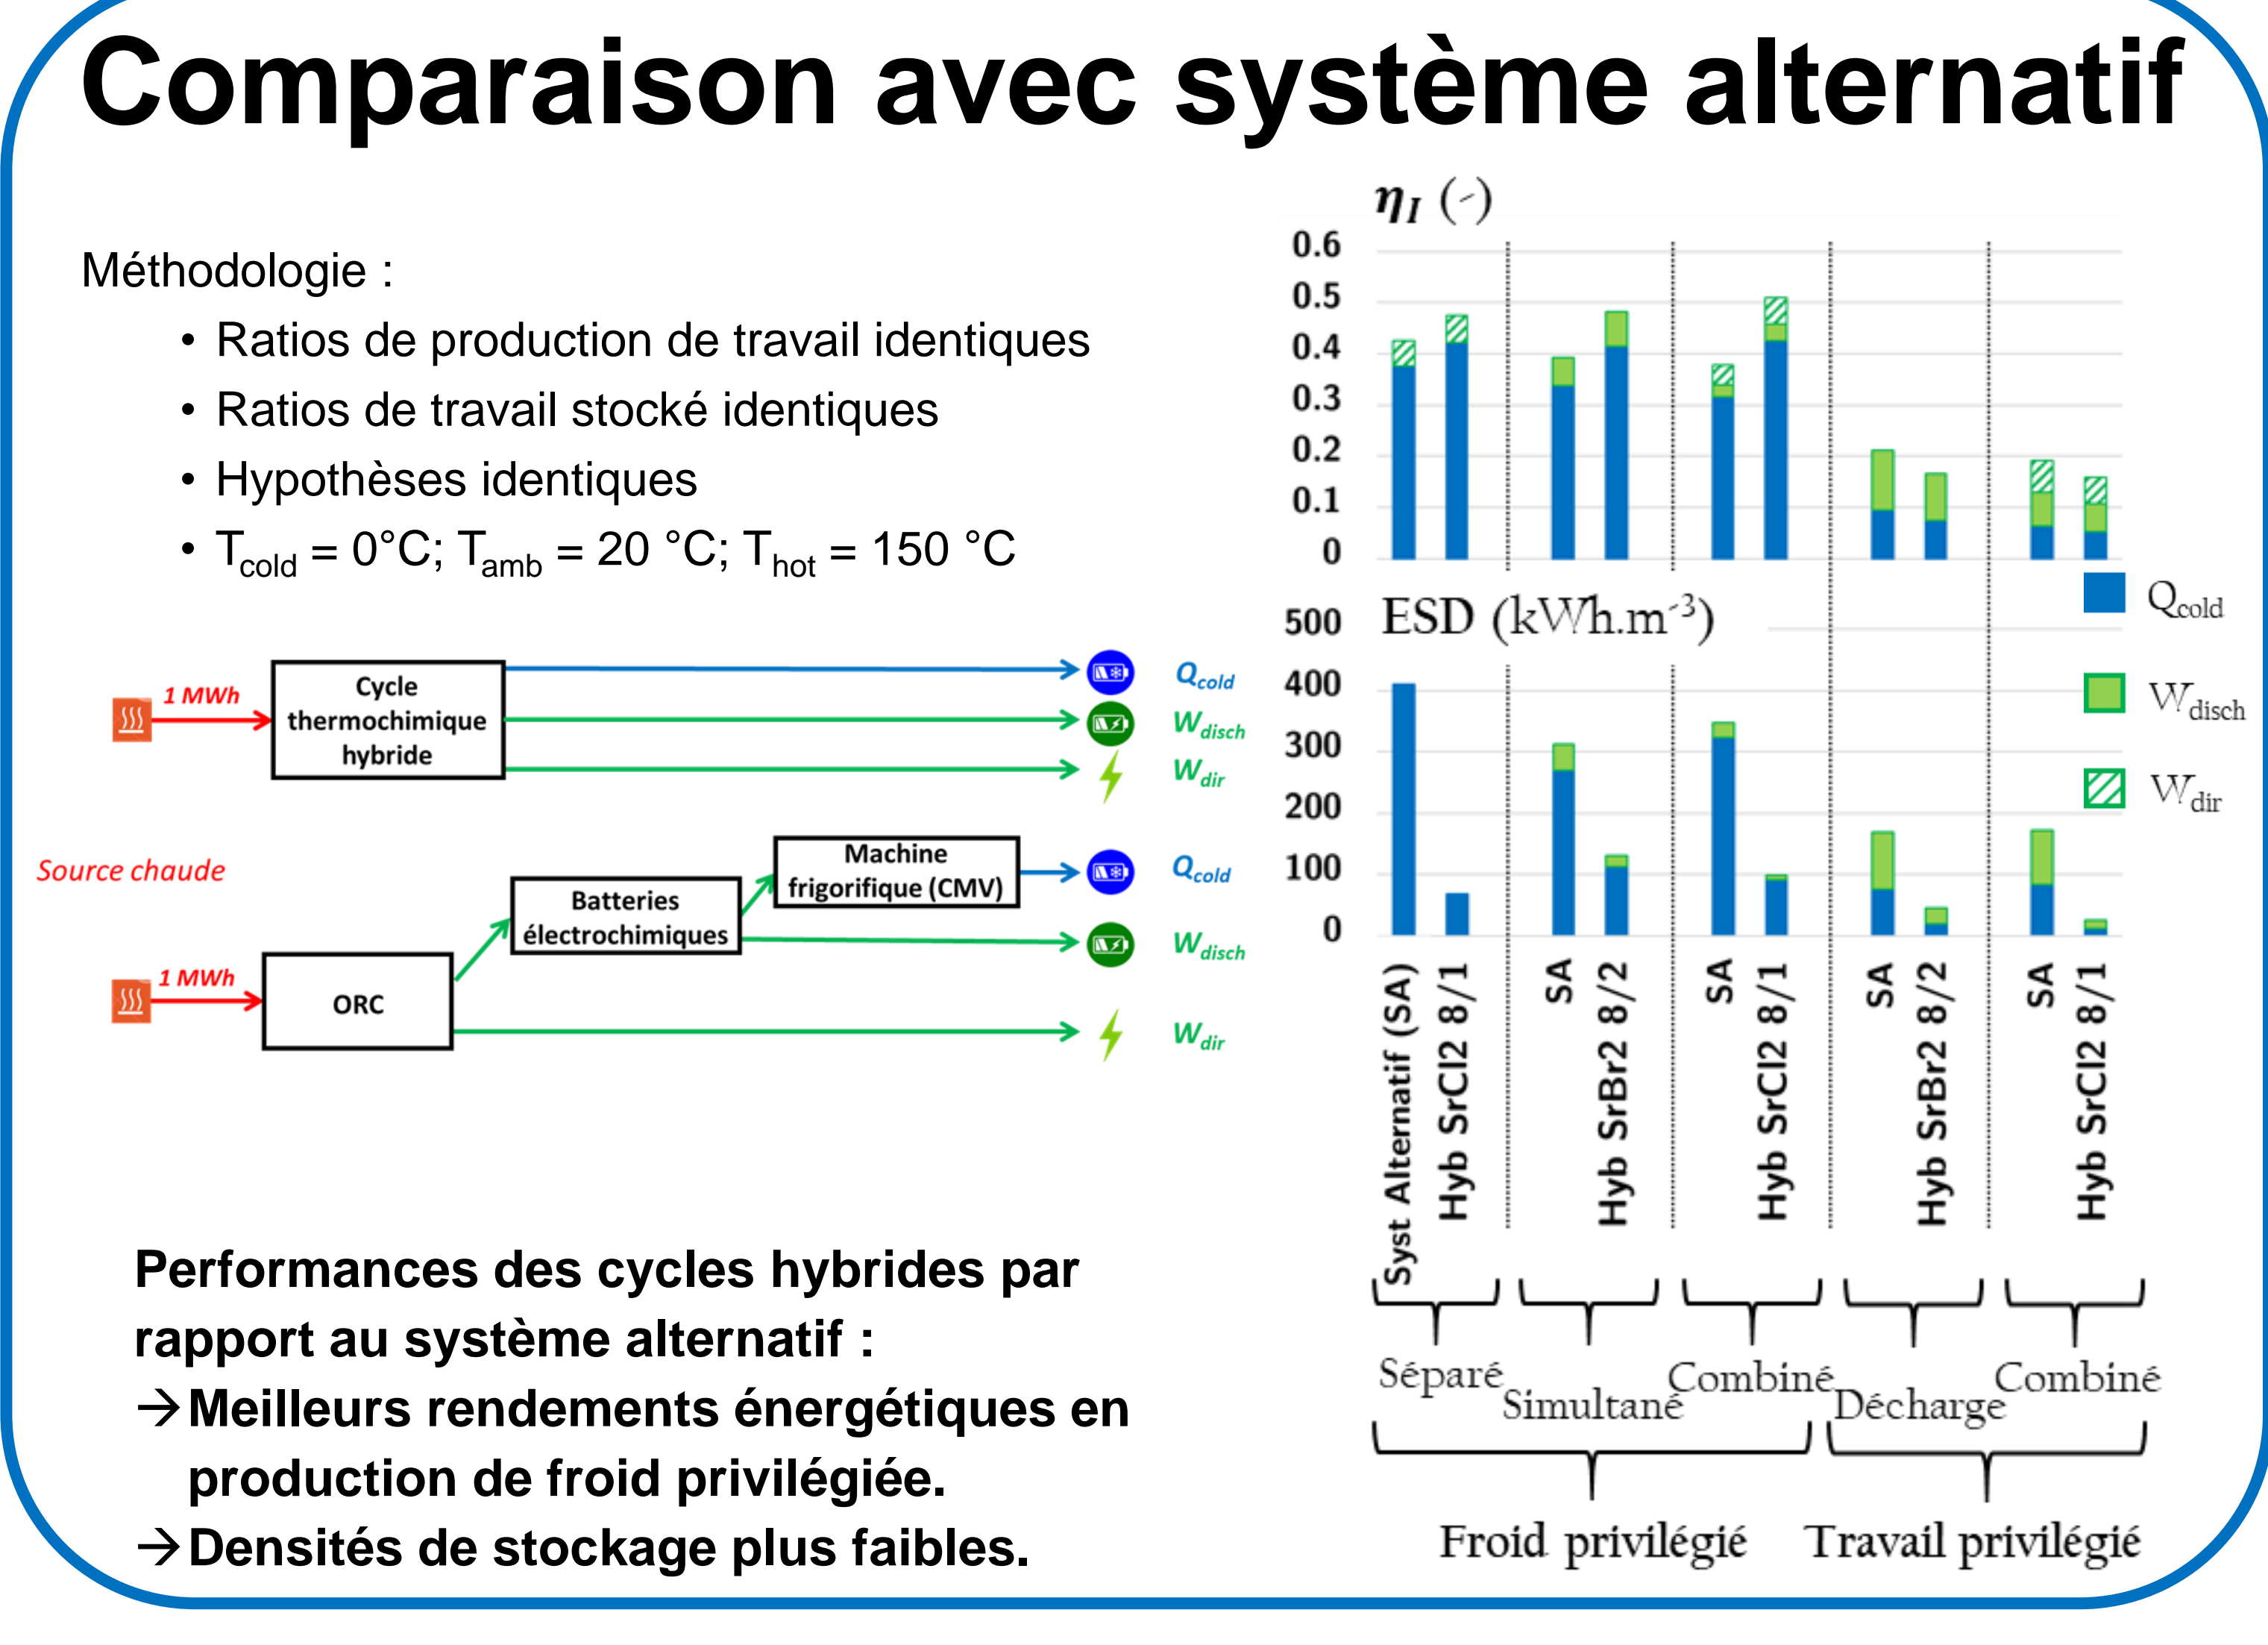 Comparaison avec système alternatif
Méthodologie :
• Ratios de production de travail identiques
• Ratios de travail stocké identiques
• Hypothèses identiques
• Tcold = 0°C; Tamb = 20 °C; Thot = 150 °C
1 MWh
Cycle
thermochimique
hybride
Qcold
Wdisch
Wdir
Source chaude
1 MWh
ORC
Batteries
électrochimiques
Machine
frigorifique (CMV)
Qcold
Wdisch
Wdir
Performances des cycles hybrides par
rapport au système alternatif :
→Meilleurs rendements énergétiques en
production de froid privilégiée.
→Densités de stockage plus faibles.
ηI (-)
0.6
0.5
0.4
0.3
0.2
0.1
0
ESD (kWh.m-3)
500
400
300
200
100
0
Qcold
Wdisch
Wdir
Syst Alternatif (SA)
Hyb SrCl2 8/1
SA
Hyb SrBr2 8/2
SA
Hyb SrCl2 8/1
SA
Hyb SrBr2 8/2
SA
Hyb SrCl2 8/1
Séparé
Simultané
Combiné
Décharge
Combiné
Froid privilégié
Travail privilégié